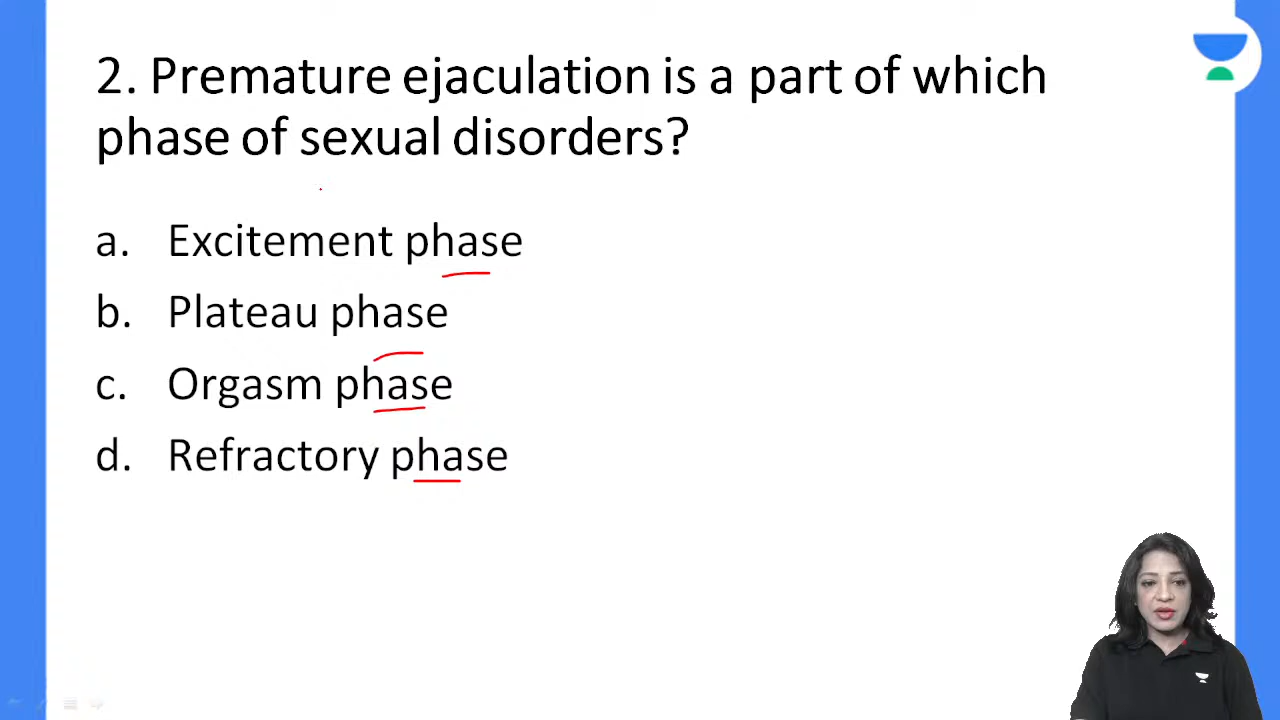 2. Premature ejaculation is a part of which
phase of sexual disorders?
a. Excitement phase
b. Plateau phase
c. Orgasm phase
d. Refractory phase